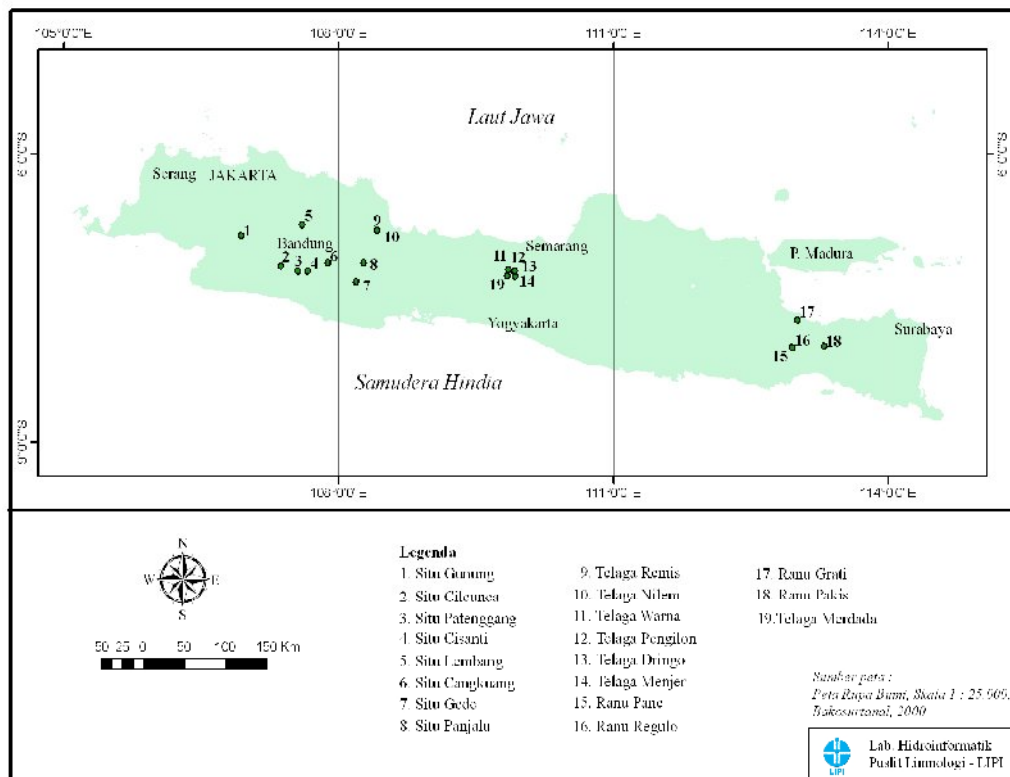 105°0'0"E 108°0'0"E 111°0'0"E 114°0'0"E
Laut Jawa
6°0'0"S 6°0'0"S
Serang JAKARTA
1
5
9
10
Bandung
2 3 4 6 8
7
Semarang
11 12
13
19 14
P. Madura
Yogyakarta
17
Surabaya
15 16 18
Samudera Hindia
9°0'0"S 9°0'0"S
108°0'0"E 111°0'0"E 114°0'0"E
N
W E
S
50 25 0 50 100 150 Km
Legenda
1. Situ Gunung
2. Situ Cileunca
3. Situ Patenggang
4. Situ Cisanti
5. Situ Lembang
6. Situ Cangkuang
7. Situ Gede
8. Situ Panjalu
9. Telaga Remis
10. Telaga Nilem
11. Telaga Warna
12. Telaga Pengilon
13. Telaga Dringo
14. Telaga Menjer
15. Ranu Pane
16. Ranu Regulo
17. Ranu Grati
18. Ranu Pakis
19. Telaga Merdada
Sumber peta :
Peta Rupa Bumi, Skala 1 : 25.000,
Bakosurtanal, 2000
LIPI
Lab. Hidroinformatik
Puslit Limnologi - LIPI